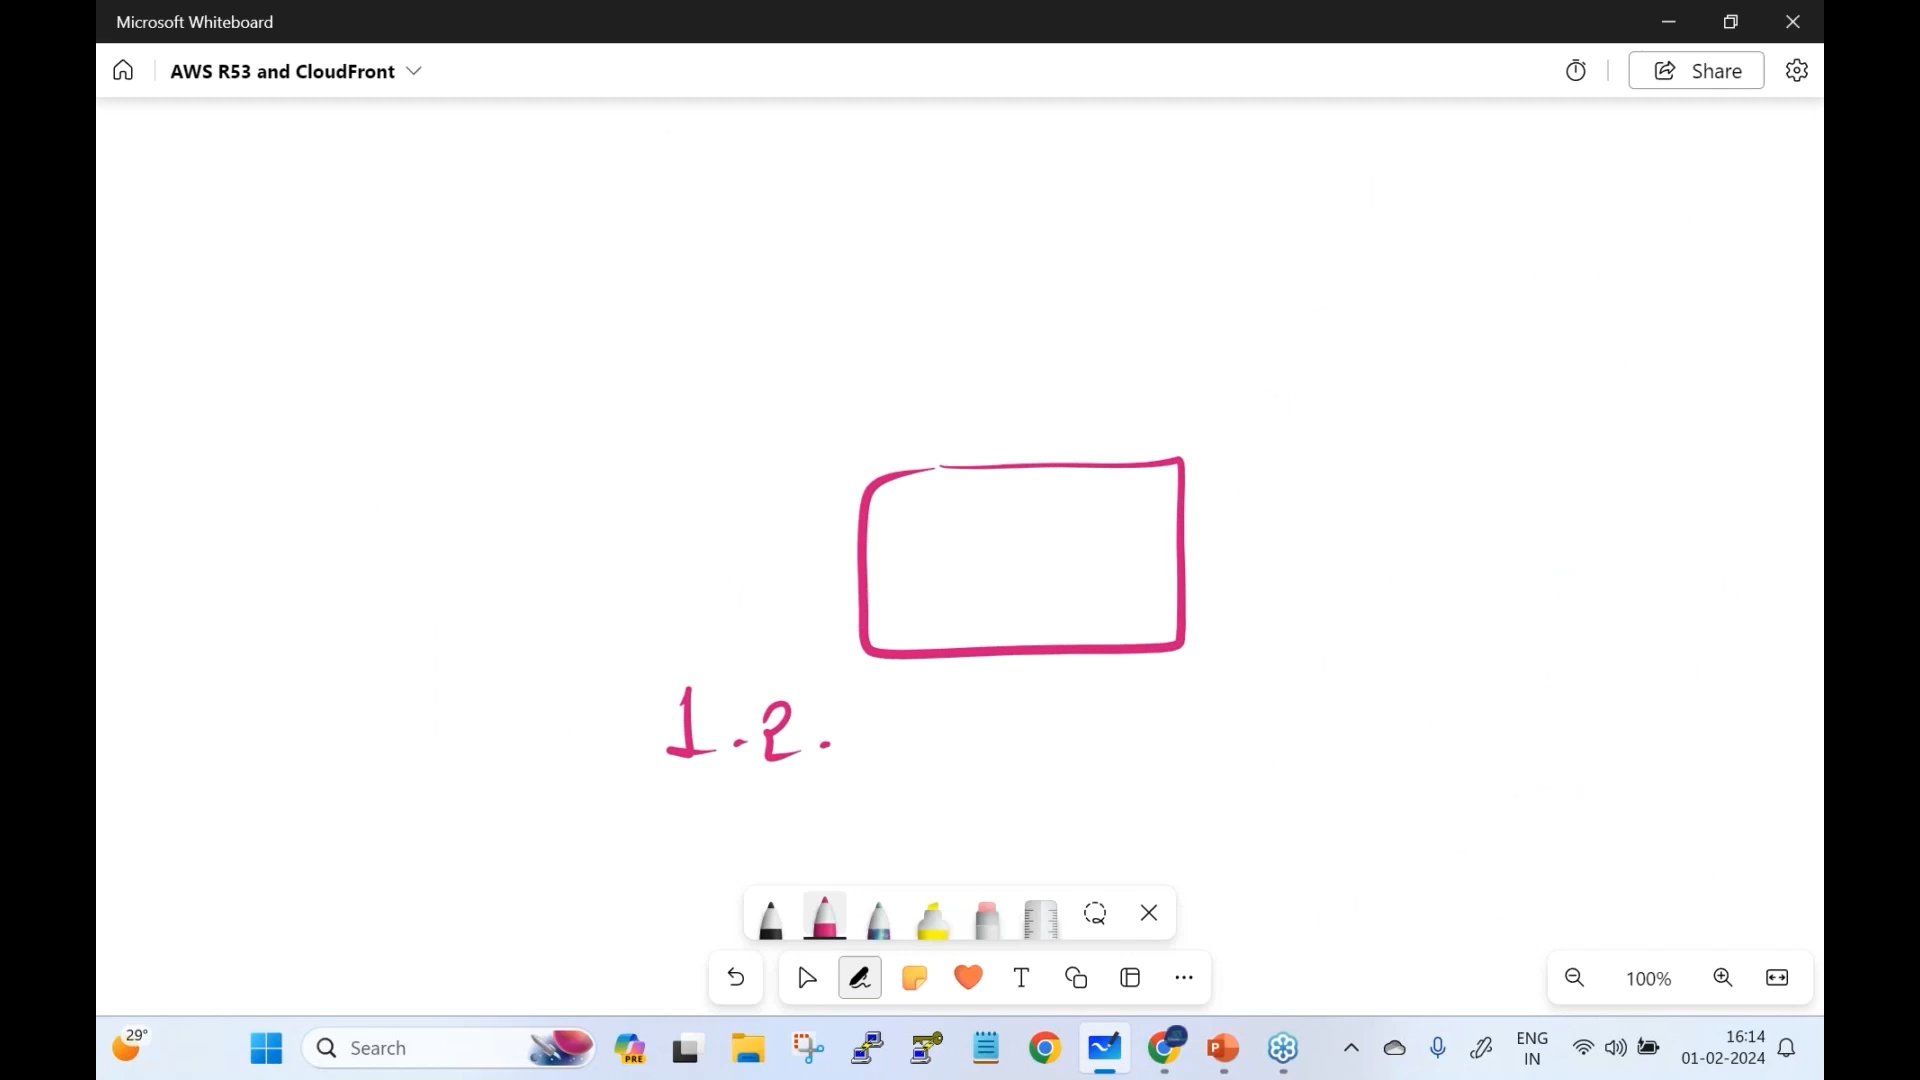 Microsoft Whiteboard
AWS R53 and CloudFront
Share
1.2.
100%
29°
Search
PRE
ENG
IN
16:14
01-02-2024